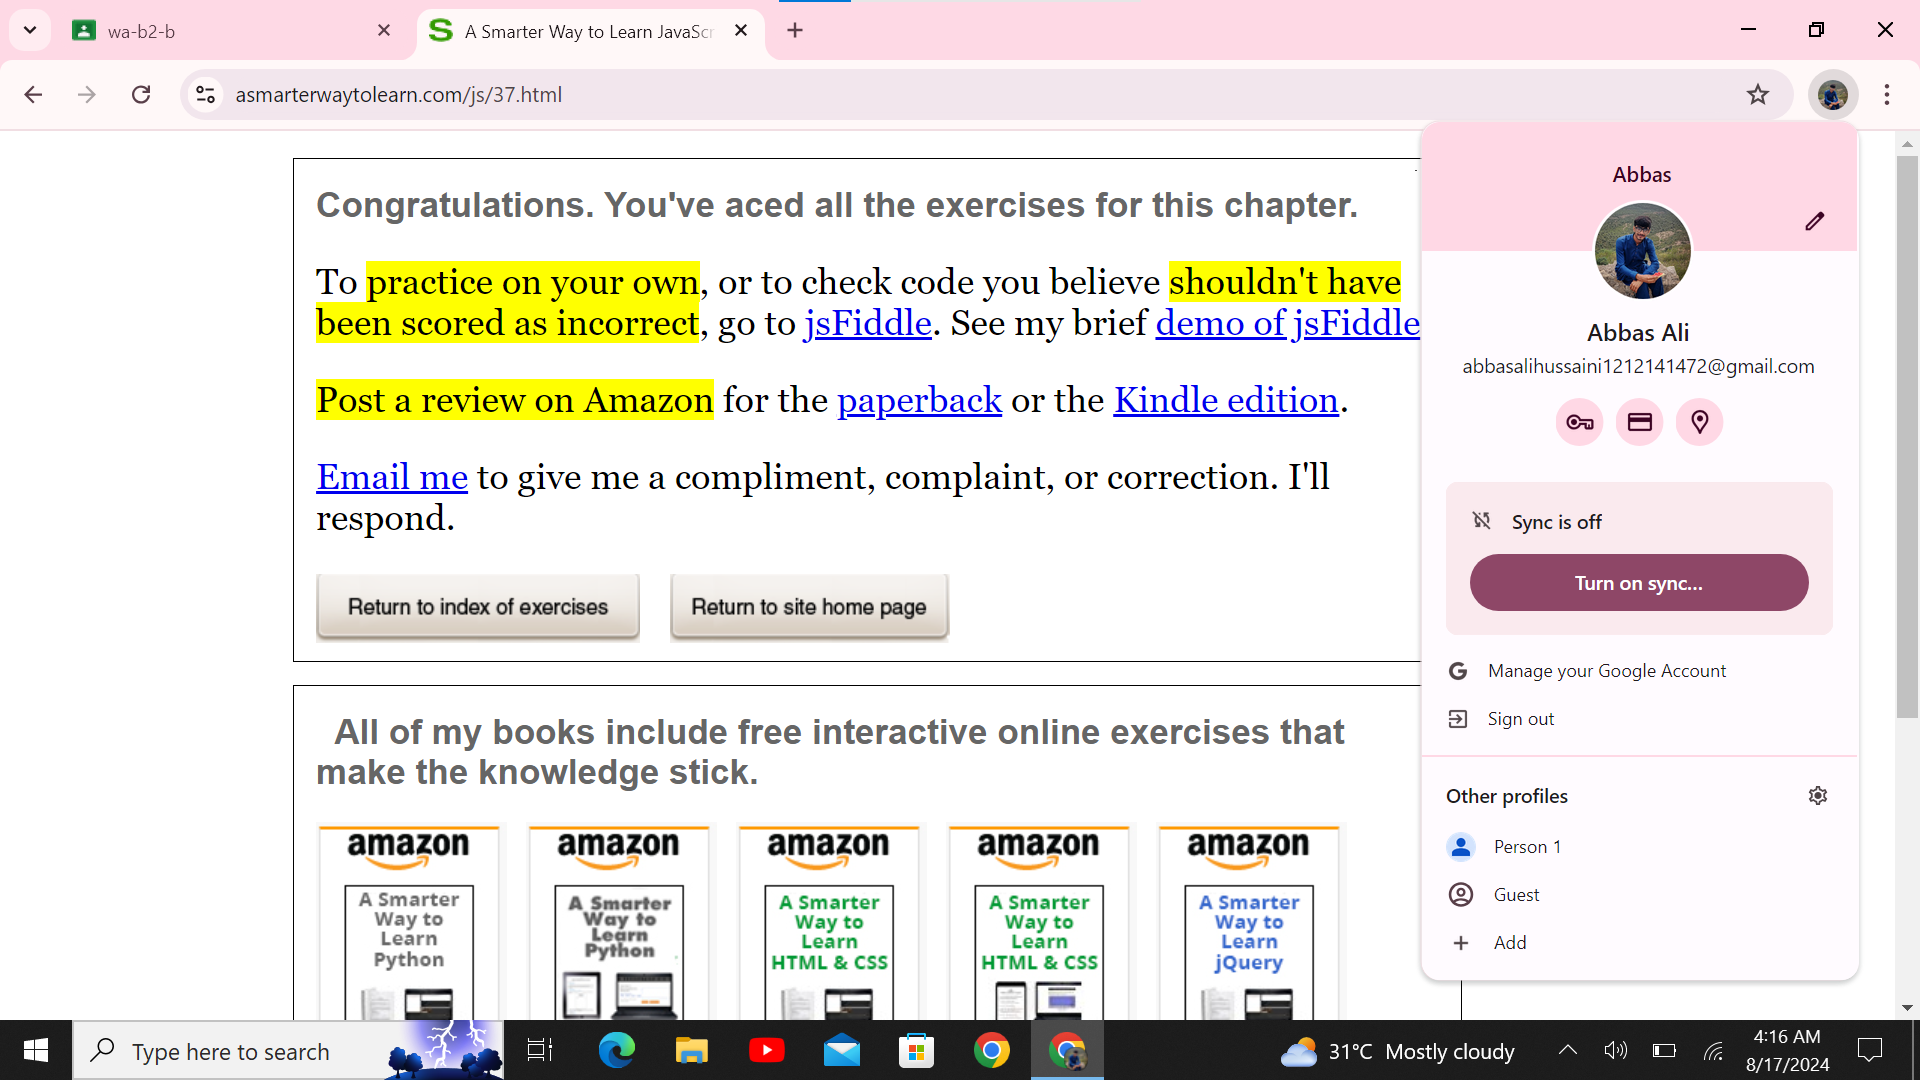 wa-b2-b
A Smarter Way to Learn JavaScr
asmarterwaytolearn.com/js/37.html
Congratulations. You've aced all the exercises for this chapter.
To practice on your own, or to check code you believe shouldn't have
been scored as incorrect, go to jsFiddle. See my brief demo of jsFiddle
Post a review on Amazon for the paperback or the Kindle edition.
Email me to give me a compliment, complaint, or correction. I'll
respond.
Return to index of exercises
Return to site home page
All of my books include free interactive online exercises that
make the knowledge stick.
amazon
A Smarter
Way to
Learn
Python
amazon
A Smarter
Way to
Learn
Python
amazon
A Smarter
Way to
Learn
HTML & CSS
amazon
A Smarter
Way to
Learn
HTML & CSS
amazon
A Smarter
Way to
Learn
jQuery
Abbas
Abbas Ali
abbasalihussaini1212141472@gmail.com
Sync is off
Turn on sync...
Manage your Google Account
Sign out
Other profiles
Person 1
Guest
Add
Type here to search
31°C Mostly cloudy
4:16 AM
8/17/2024